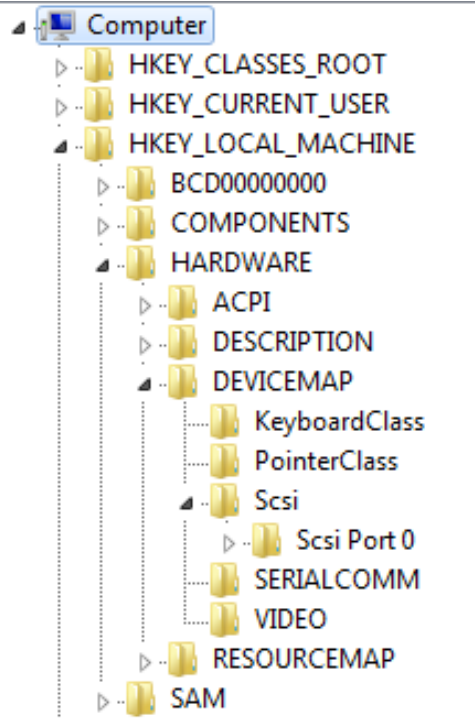 Computer
HKEY_CLASSES_ROOT
HKEY_CURRENT_USER
HKEY_LOCAL_MACHINE
BCD00000000
COMPONENTS
HARDWARE
ACPI
DESCRIPTION
DEVICEMAP
KeyboardClass
PointerClass
Scsi
Scsi Port 0
SERIALCOMM
VIDEO
RESOURCEMAP
SAM